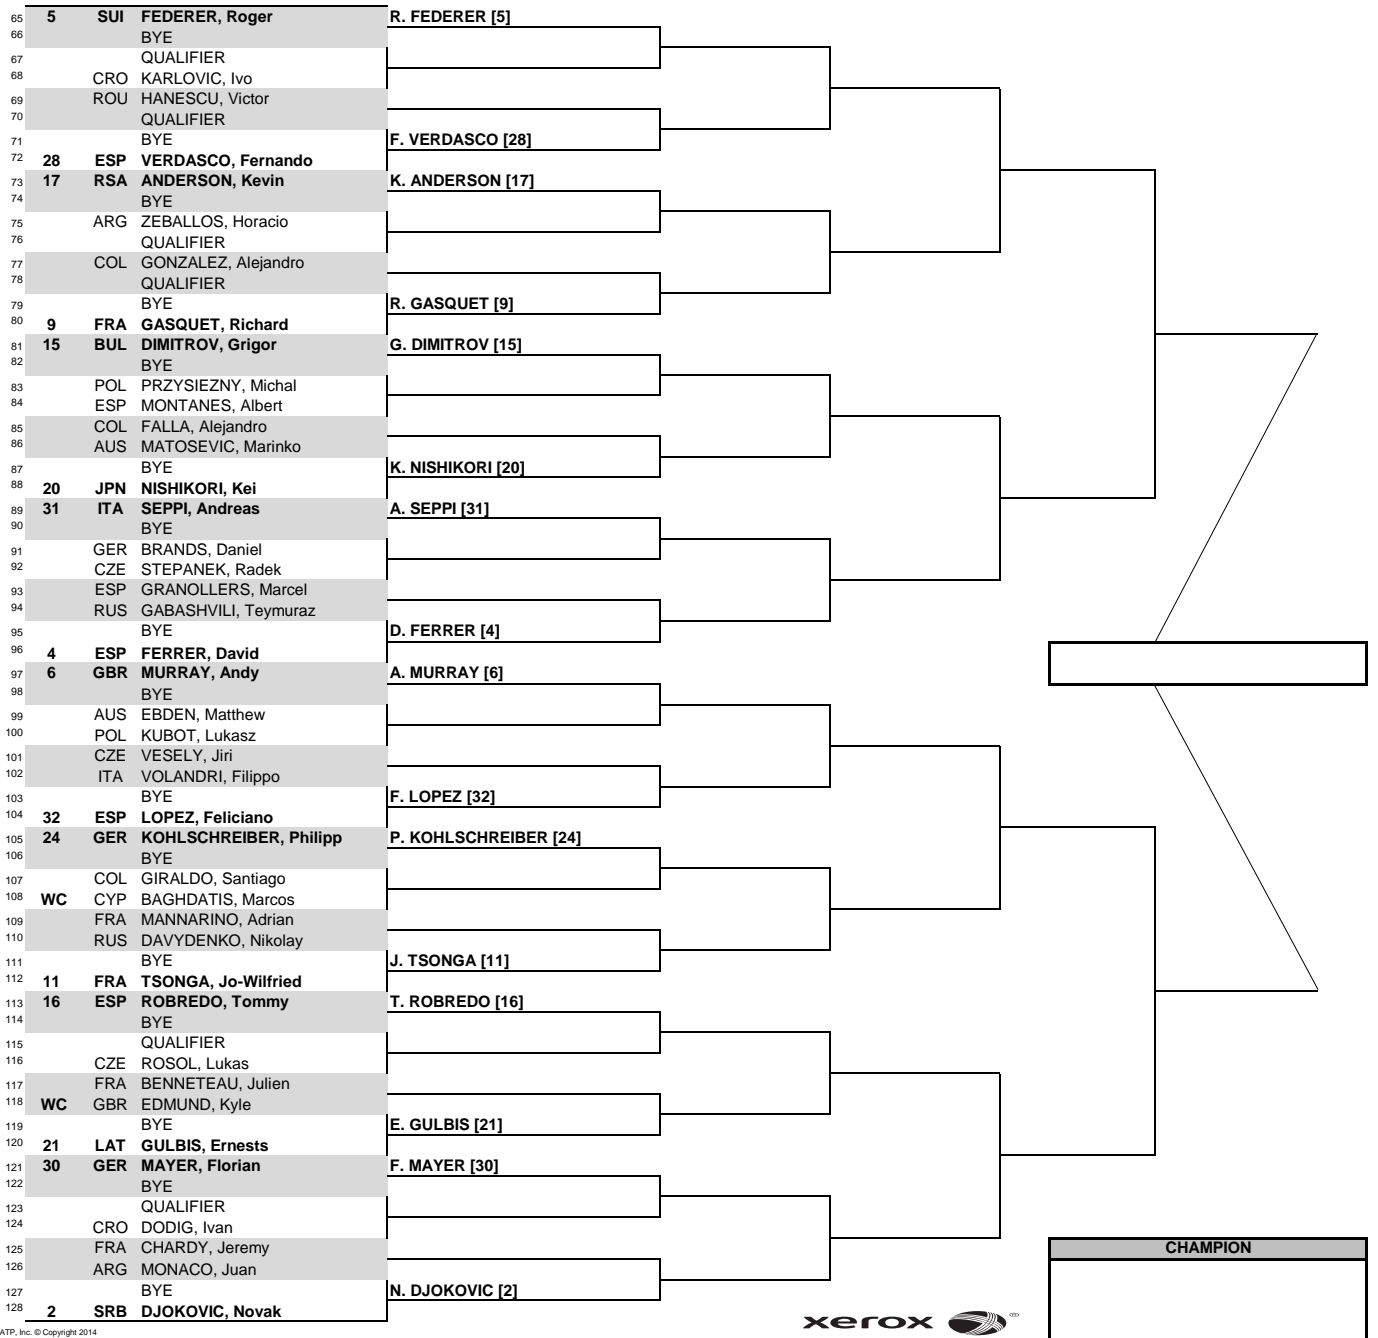 65 5 SUI FEDERER, Roger R. FEDERER [5]
66 BYE
67 QUALIFIER
68 CRO KARLOVIC, Ivo
69 ROU HANESCU, Victor
70 QUALIFIER
71 BYE F. VERDASCO [28]
72 28 ESP VERDASCO, Fernando
73 17 RSA ANDERSON, Kevin K. ANDERSON [17]
74 BYE
75 ARG ZEBALLOS, Horacio
76 QUALIFIER
77 COL GONZALEZ, Alejandro
78 QUALIFIER
79 BYE R. GASQUET [9]
80 9 FRA GASQUET, Richard
81 15 BUL DIMITROV, Grigor G. DIMITROV [15]
82 BYE
83 POL PRZYSIEZNY, Michal
84 ESP MONTANES, Albert
85 COL FALLA, Alejandro
86 AUS MATOSEVIC, Marinko
87 BYE K. NISHIKORI [20]
88 20 JPN NISHIKORI, Kei
89 31 ITA SEPPI, Andreas A. SEPPI [31]
90 BYE
91 GER BRANDS, Daniel
92 CZE STEPANEK, Radek
93 ESP GRANOLLERS, Marcel
94 RUS GABASHVILI, Teymuraz
95 BYE D. FERRER [4]
96 4 ESP FERRER, David
97 6 GBR MURRAY, Andy A. MURRAY [6]
98 BYE
99 AUS EBDEN, Matthew
100 POL KUBOT, Lukasz
101 CZE VESELY, Jiri
102 ITA VOLANDRI, Filippo
103 BYE F. LOPEZ [32]
104 32 ESP LOPEZ, Feliciano
105 24 GER KOHLSCHREIBER, Philipp P. KOHLSCHREIBER [24]
106 BYE
107 COL GIRALDO, Santiago
108 WC CYP BAGHDATIS, Marcos
109 FRA MANNARINO, Adrian
110 RUS DAVYDENKO, Nikolay
111 BYE J. TSONGA [11]
112 11 FRA TSONGA, Jo-Wilfried
113 16 ESP ROBREDO, Tommy T. ROBREDO [16]
114 BYE
115 QUALIFIER
116 CZE ROSOL, Lukas
117 FRA BENNETEAU, Julien
118 WC GBR EDMUND, Kyle
119 BYE E. GULBIS [21]
120 21 LAT GULBIS, Ernests
121 30 GER MAYER, Florian F. MAYER [30]
122 BYE
123 QUALIFIER
124 CRO DODIG, Ivan
125 FRA CHARDY, Jeremy CHAMPION
126 ARG MONACO, Juan
127 BYE N. DJOKOVIC [2]
128 2 SRB DJOKOVIC, Novak
xerox ®
ATP, Inc. © Copyright 2014